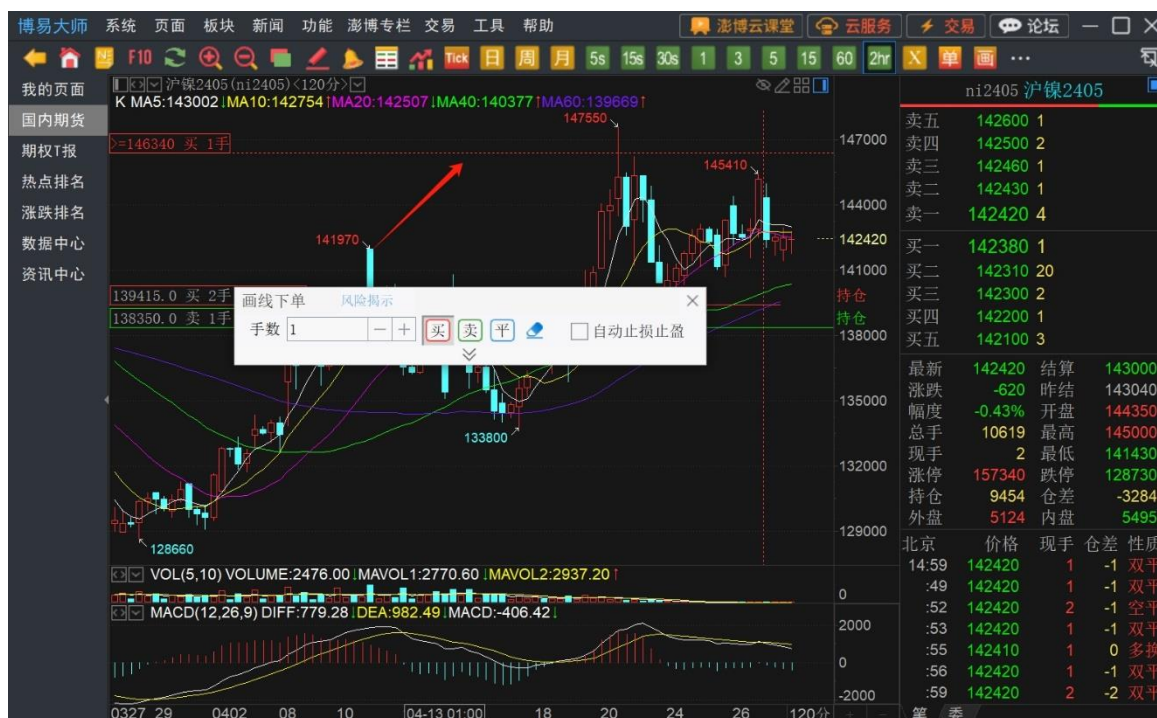 博易大师 系统 页面 板块 新闻 功能 澎博专栏 交易 工具 帮助 澎博云课堂 云服务 交易 论坛
F10 Tick 日 周 月 5s 15s 30s 1 3 5 15 60 2hr X 单 画 ...
我的页面
国内期货
期权T报
热点排名
涨跌排名
数据中心
资讯中心
沪镍2405(ni2405)<120分>
K MA5:143002↓MA10:142754↑MA20:142507↓MA40:140377↑MA60:139669↑
147550
>=146340 买 1手
145410
141970
139415.0 买 2手
138350.0 卖 1手
133800
128660
147000
144000
142420
141000
持仓
持仓
138000
135000
132000
129000
画线下单 风险揭示
手数 1 买 卖 平 自动止损止盈
VOL(5,10) VOLUME:2476.00↓MAVOL1:2770.60↓MAVOL2:2937.20↑
0
MACD(12,26,9) DIFF:779.28↓DEA:982.49↓MACD:-406.42↓
2000
0
-2000
0327 29 0402 08 10 04-13 01:00 18 20 24 26 120分
ni2405 沪镍2405
卖五 142600 1
卖四 142500 2
卖三 142460 1
卖二 142430 1
卖一 142420 4
买一 142380 1
买二 142310 20
买三 142300 2
买四 142200 1
买五 142100 3
最新 142420 结算 143000
涨跌 -620 昨结 143040
幅度 -0.43% 开盘 144350
总手 10619 最高 145000
现手 2 最低 141430
涨停 157340 跌停 128730
持仓 9454 仓差 -3284
外盘 5124 内盘 5495
北京 价格 现手 仓差 性质
14:59 142420 1 -1 双平
:49 142420 1 -1 双平
:52 142420 2 -1 空平
:53 142420 1 -1 双平
:55 142410 1 0 多换
:56 142420 1 -1 双平
:59 142420 2 -2 双平